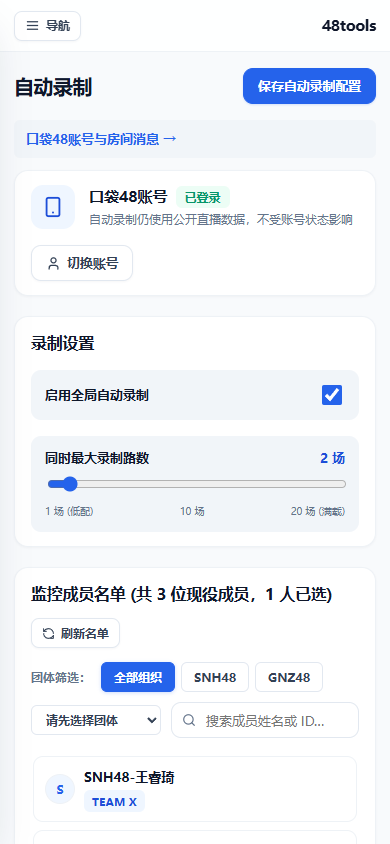 导航
48tools
自动录制
保存自动录制配置
口袋48账号与房间消息 →
口袋48账号 已登录
自动录制仍使用公开直播数据，不受账号状态影响
切换账号
录制设置
启用全局自动录制
同时最大录制路数 2 场
1 场 (低配) 10 场 20 场 (满载)
监控成员名单 (共 3 位现役成员，1 人已选)
刷新名单
团体筛选： 全部组织 SNH48 GNZ48
请先选择团体 搜索成员姓名或 ID...
S SNH48-王睿琦
TEAM X